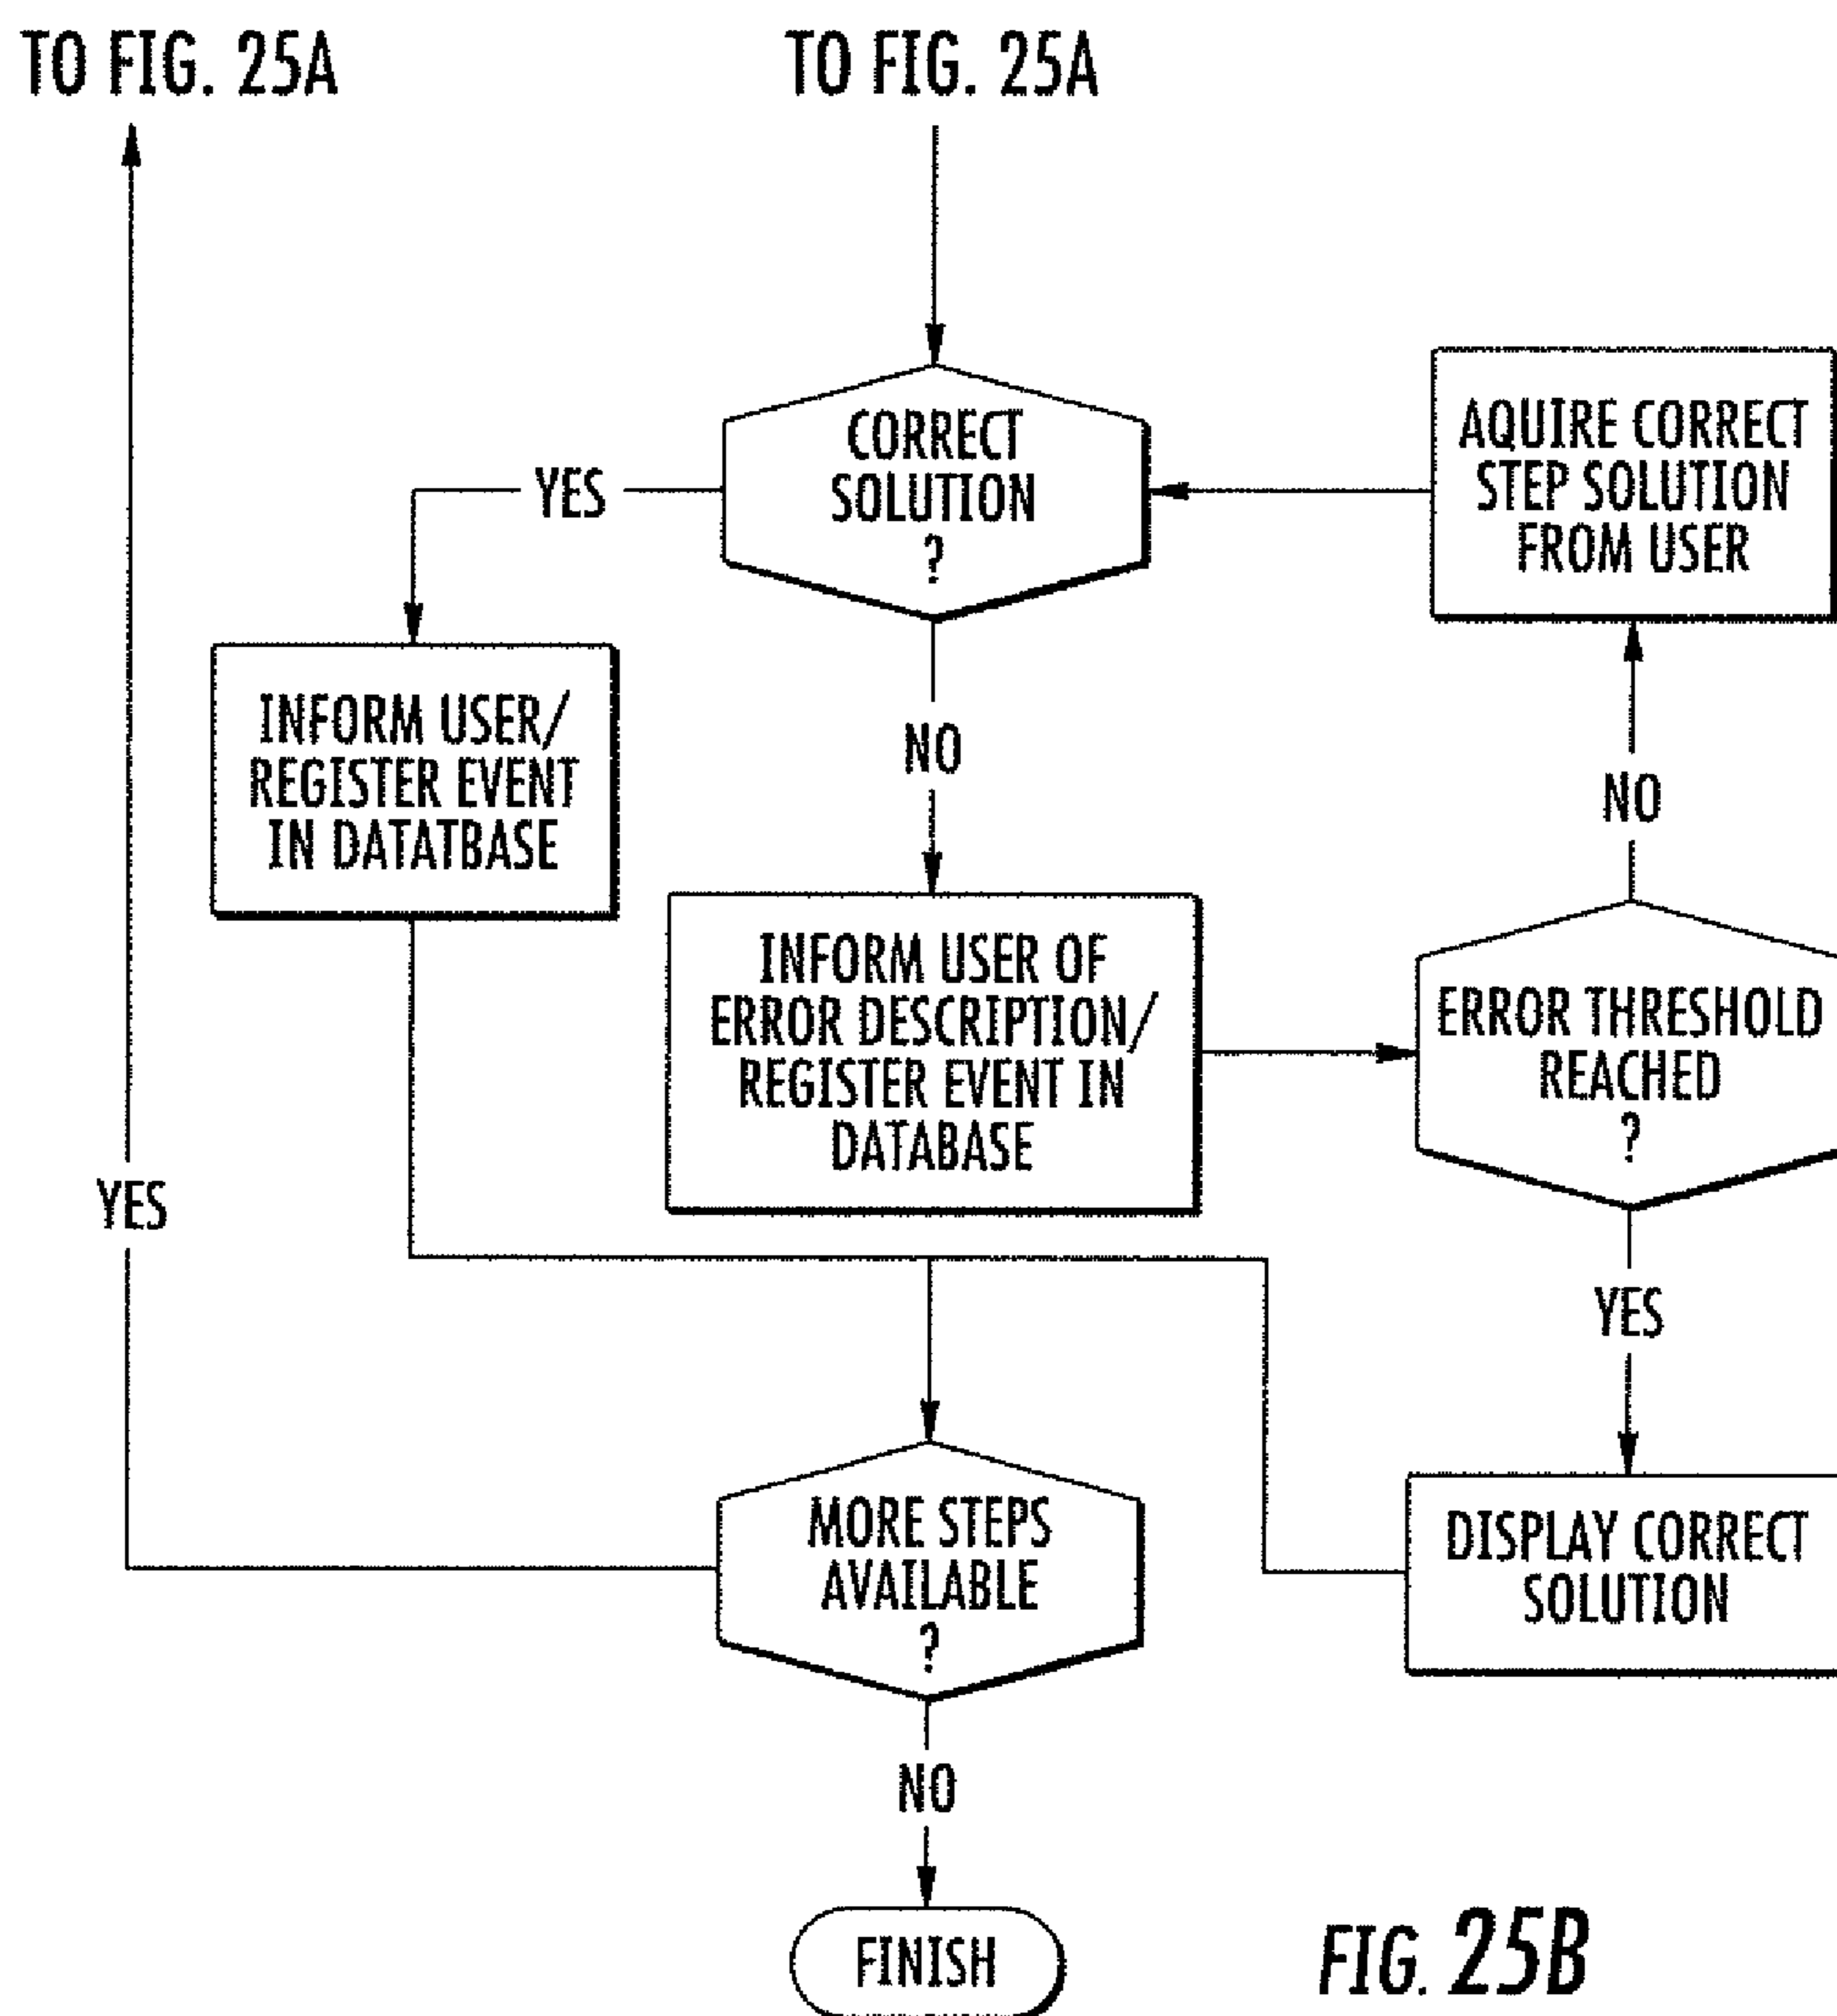 TO FIG. 25A
TO FIG. 25A
CORRECT
SOLUTION
?
YES
AQUIRE CORRECT
STEP SOLUTION
FROM USER
INFORM USER/
REGISTER EVENT
IN DATATBASE
NO
NO
INFORM USER OF
ERROR DESCRIPTION/
REGISTER EVENT IN
DATABASE
ERROR THRESHOLD
REACHED
?
YES
YES
MORE STEPS
AVAILABLE
?
DISPLAY CORRECT
SOLUTION
NO
FINISH
FIG. 25B